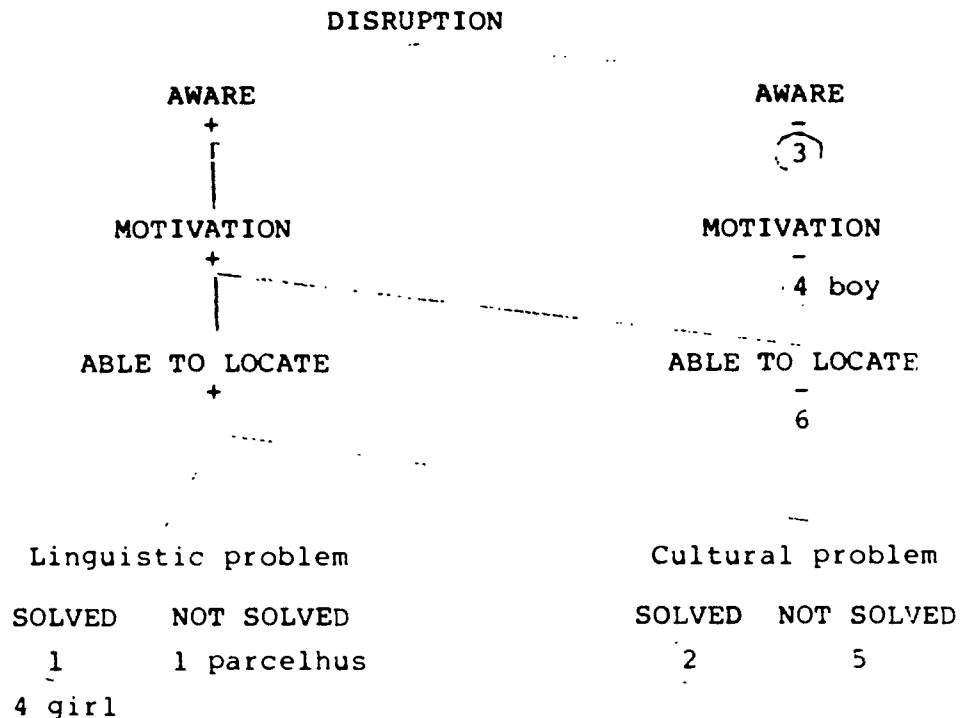 DISRUPTION
AWARE AWARE
+ -
3
MOTIVATION MOTIVATION
+ -
4 boy
ABLE TO LOCATE ABLE TO LOCATE
+ -
6
Linguistic problem Cultural problem
SOLVED NOT SOLVED SOLVED NOT SOLVED
1 1 parcelhus 2 5
4 girl